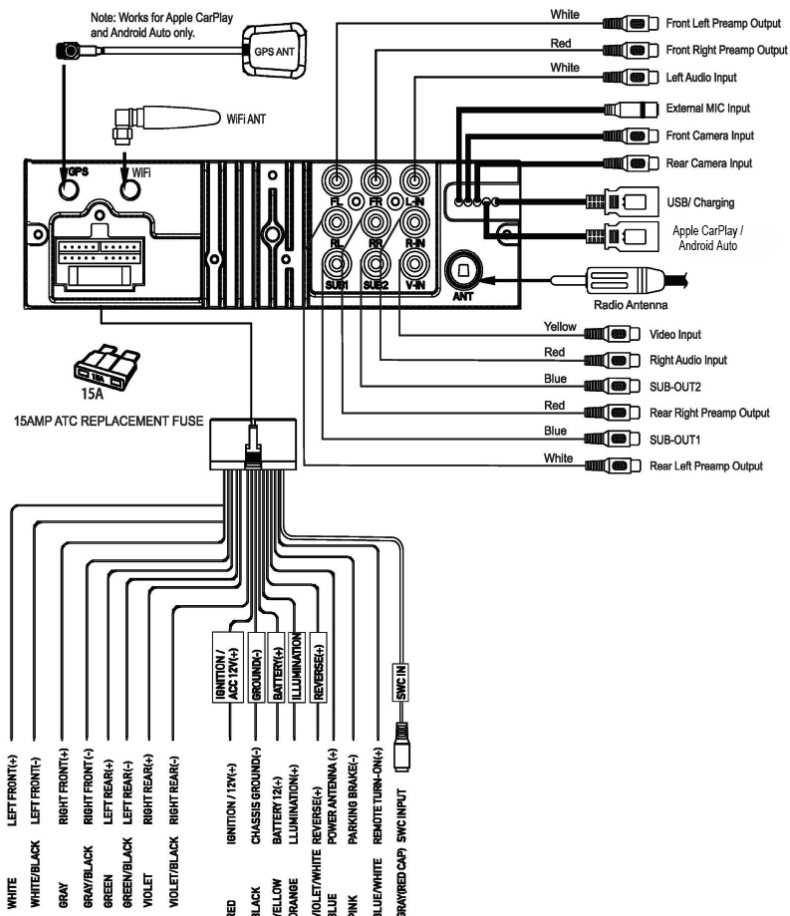 Note: Works for Apple CarPlay
and Android Auto only.
GPS ANT
WiFi ANT
GPS
WiFi
FL
FR
L-IN
RL
RR
R-IN
SUB1
SUB2
V-IN
ANT
White
Front Left Preamp Output
Red
Front Right Preamp Output
White
Left Audio Input
External MIC Input
Front Camera Input
Rear Camera Input
USB/ Charging
Apple CarPlay /
Android Auto
Radio Antenna
Yellow
Video Input
Red
Right Audio Input
Blue
SUB-OUT2
Red
Rear Right Preamp Output
Blue
SUB-OUT1
White
Rear Left Preamp Output
15A
15A
15AMP ATC REPLACEMENT FUSE
IGNITION /
ACC 12V(+)
GROUND(-)
BATTERY(+)
ILLUMINATION
REVERSE(+)
SWC IN
WHITE LEFT FRONT(+)
WHITE/BLACK LEFT FRONT(-)
GRAY RIGHT FRONT(+)
GRAY/BLACK RIGHT FRONT(-)
GREEN LEFT REAR(+)
GREEN/BLACK LEFT REAR(-)
VIOLET RIGHT REAR(+)
VIOLET/BLACK RIGHT REAR(-)
RED IGNITION / 12V(+)
BLACK CHASSIS GROUND(-)
YELLOW BATTERY 12(+)
ORANGE LLUMINATION(+)
VIOLET/WHITE REVERSE(+)
BLUE POWER ANTENNA (+)
PINK PARKING BRAKE(-)
BLUE/WHITE REMOTE TURN-ON(+)
GRAY(RED CAP) SWC INPUT